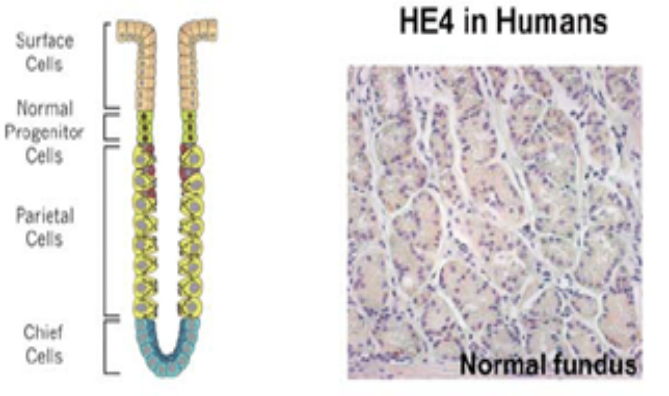 Surface
Cells
Normal
Progenitor
Cells
Parietal
Cells
Chief
Cells
HE4 in Humans
Normal fundus